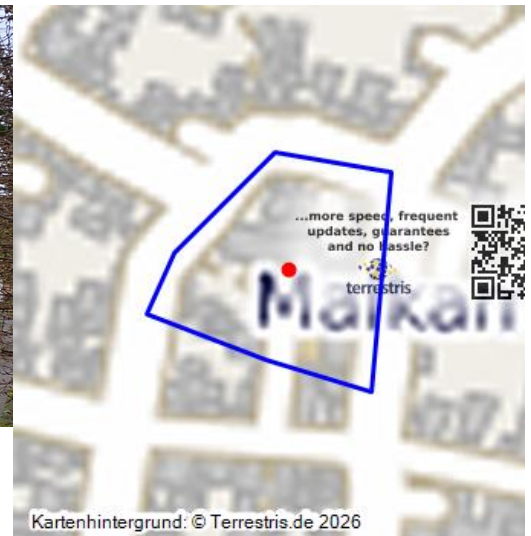 ...more speed, frequent
updates, guarantees
and no hassle?
terrestris
Kartenhintergrund: © Terrestris.de 2026